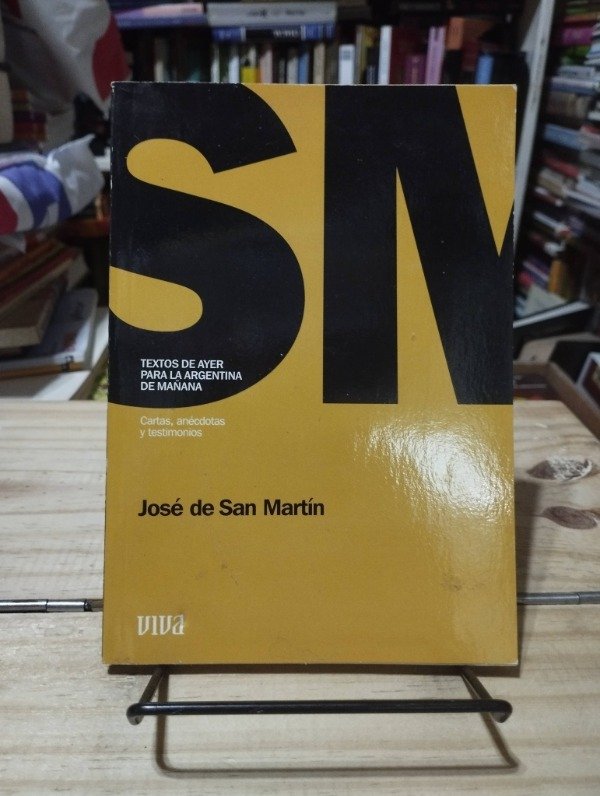 SM
TEXTOS DE AYER
PARA LA ARGENTINA
DE MAÑANA
Cartas, anécdotas
y testimonios
José de San Martín
VIVA